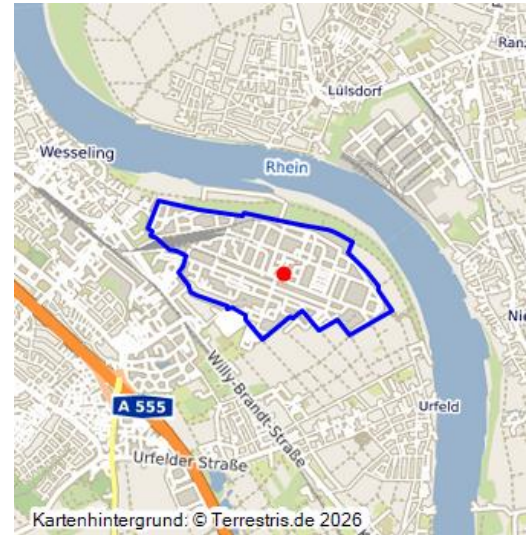 Ranz
Lülsdorf
Wesseling
Rhein
Nie
A 555
Urfeld
Willy-Brandt-Straße
Urfelder Straße
Kartenhintergrund: © Terrestris.de 2026